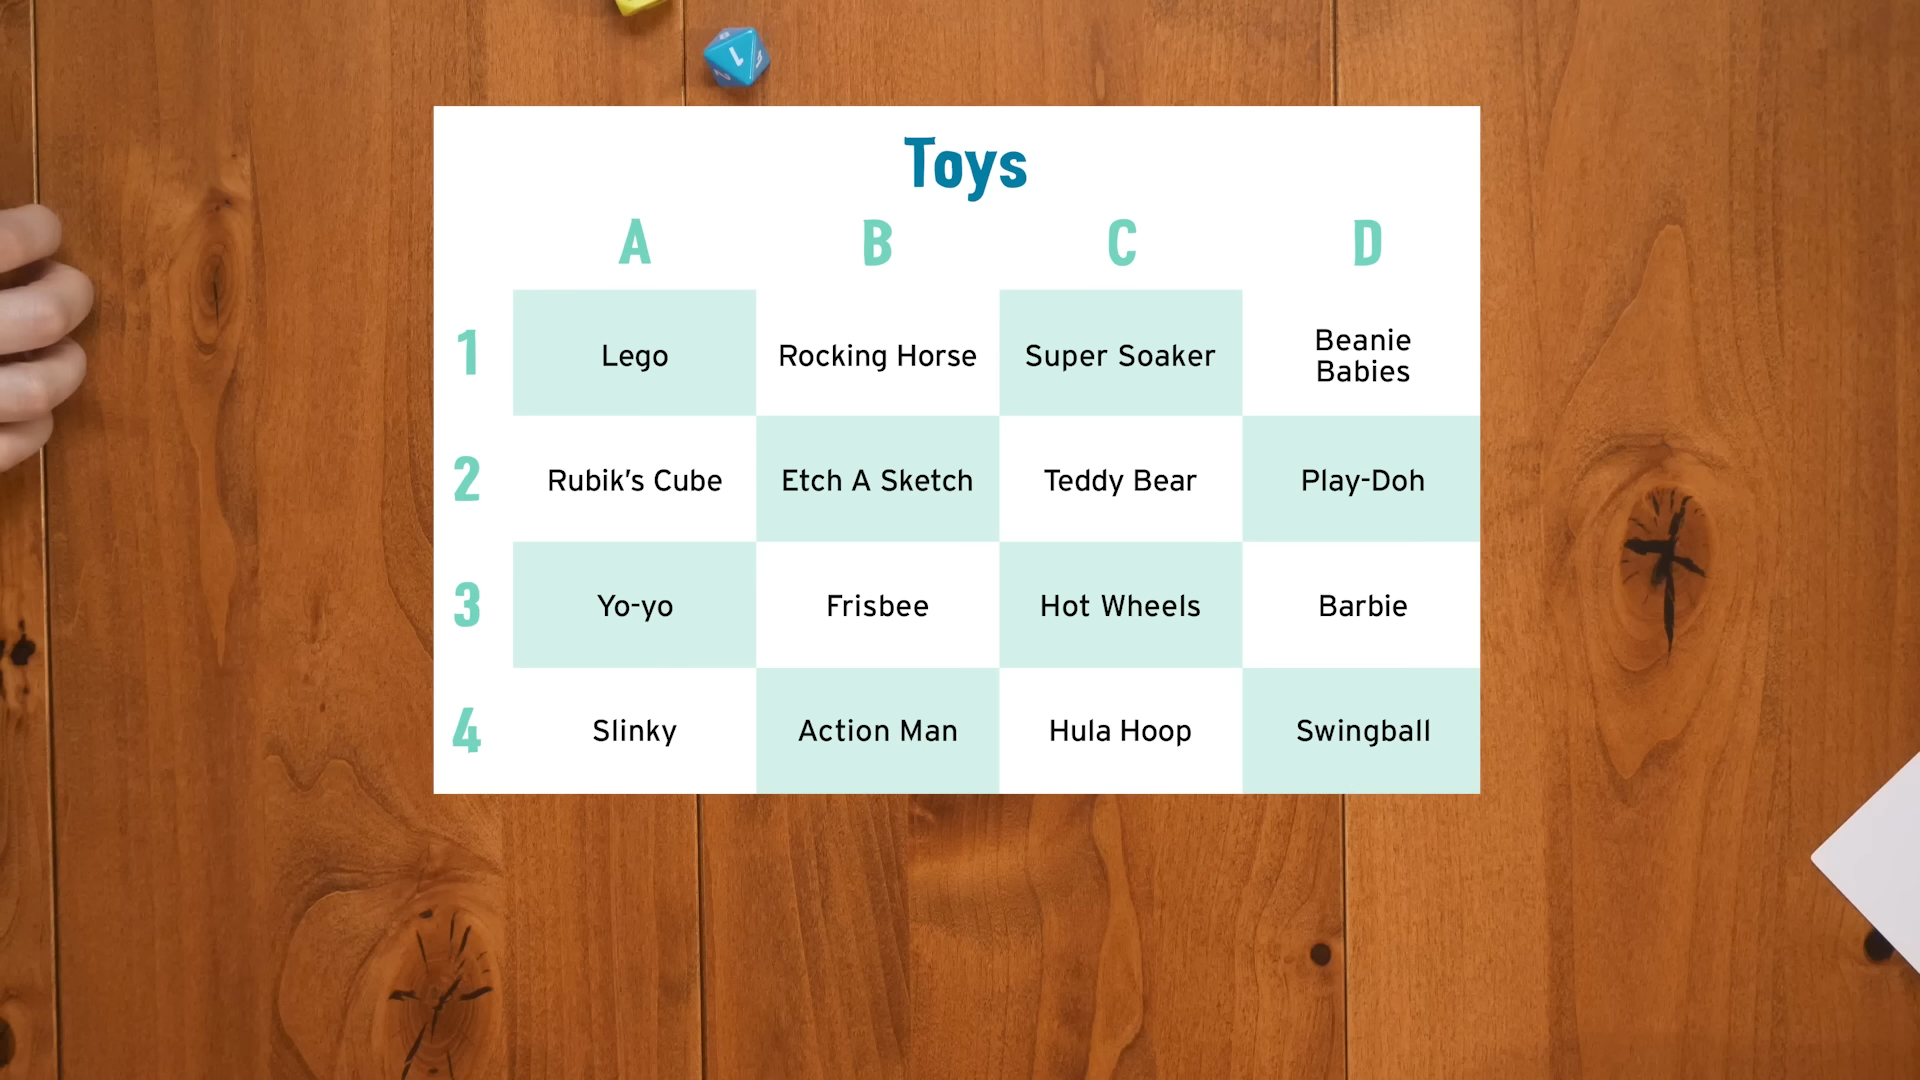 1
Toys
A B C D
1 Lego Rocking Horse Super Soaker Beanie
Babies
2 Rubik's Cube Etch A Sketch Teddy Bear Play-Doh
3 Yo-yo Frisbee Hot Wheels Barbie
4 Slinky Action Man Hula Hoop Swingball